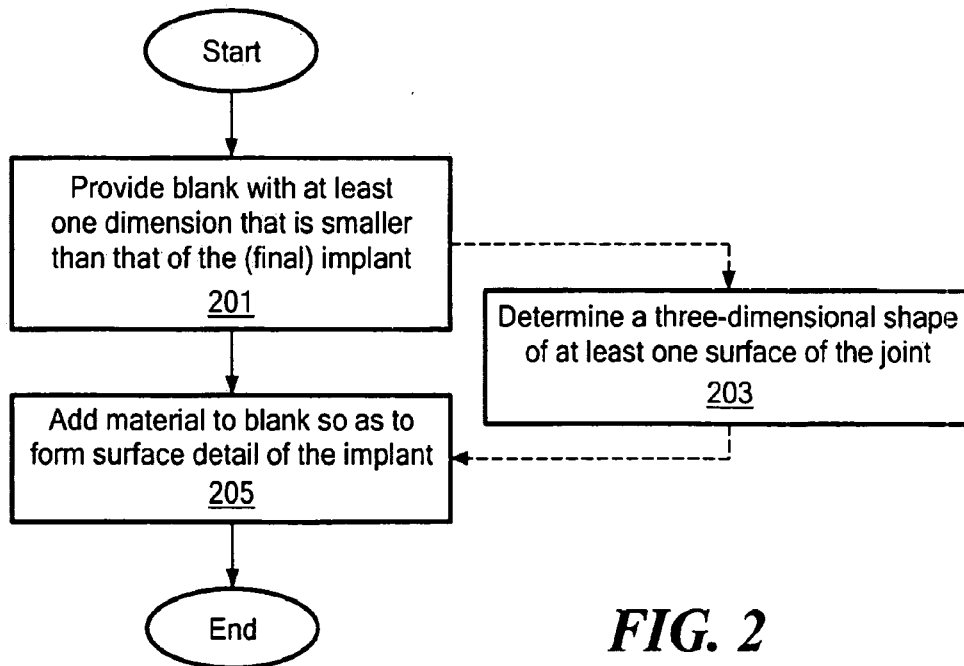 Start
Provide blank with at least
one dimension that is smaller
than that of the (final) implant
201
Determine a three-dimensional shape
of at least one surface of the joint
203
Add material to blank so as to
form surface detail of the implant
205
End
FIG. 2